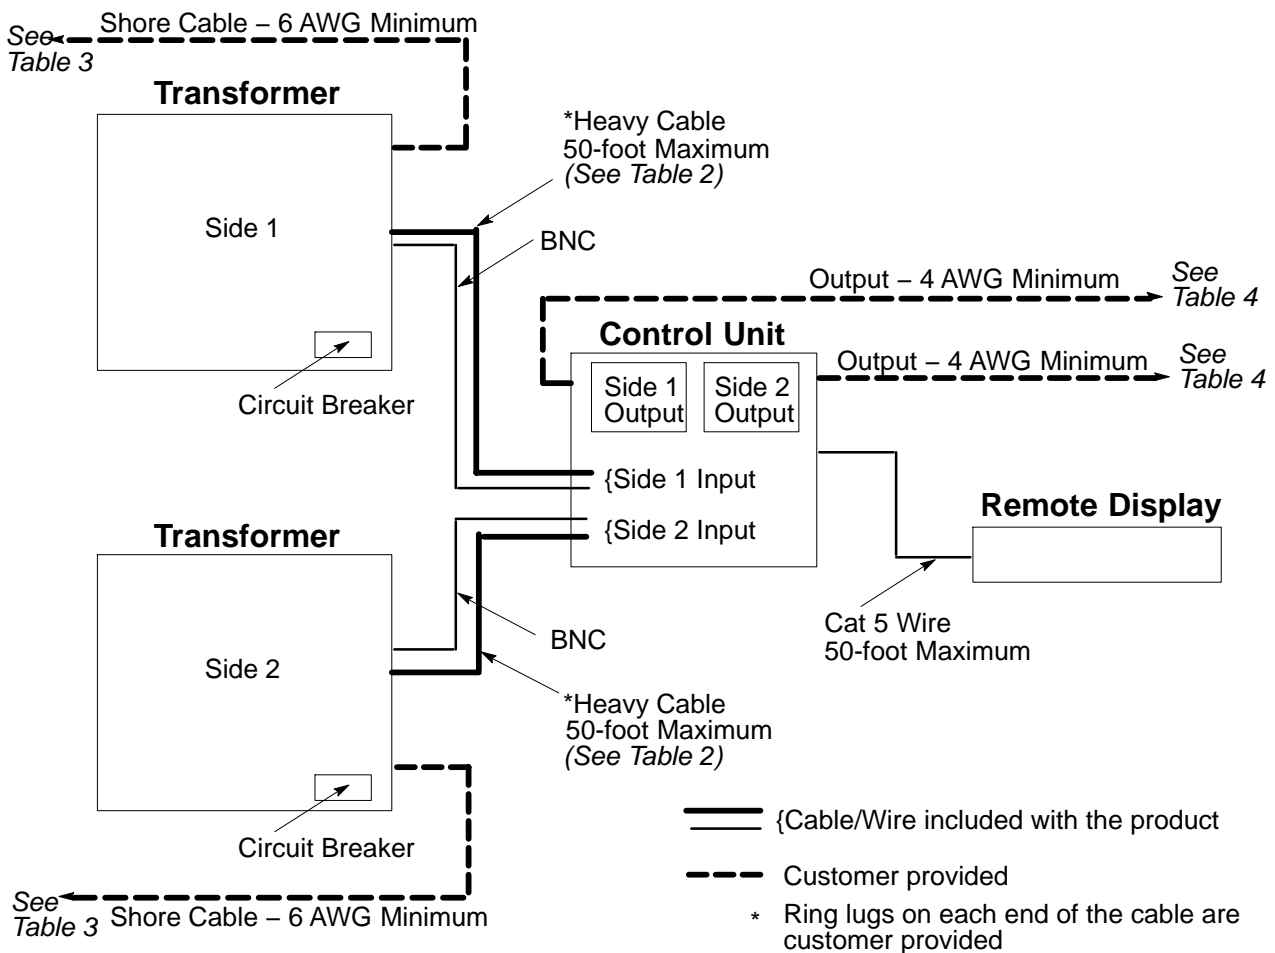 Shore Cable – 6 AWG Minimum
See
Table 3
Transformer
*Heavy Cable
50-foot Maximum
(See Table 2)
Side 1
BNC
Output – 4 AWG Minimum
See
Table 4
Control Unit
Output – 4 AWG Minimum
See
Table 4
Side 1
Output
Side 2
Output
Circuit Breaker
{Side 1 Input
{Side 2 Input
Remote Display
Transformer
Cat 5 Wire
50-foot Maximum
BNC
Side 2
*Heavy Cable
50-foot Maximum
(See Table 2)
Circuit Breaker
{Cable/Wire included with the product
Customer provided
See
Table 3
Shore Cable – 6 AWG Minimum
* Ring lugs on each end of the cable are
customer provided